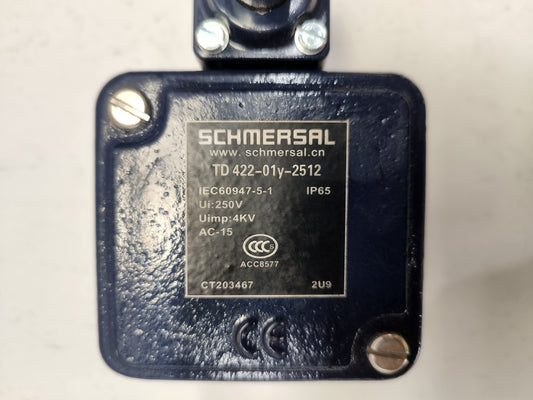 SCHMERSAL
www.schmersal.cn
TD 422-01y-2512
IEC60947-5-1 IP65
Ui:250V
Uimp:4KV
AC-15
CCC S
ACC8577
CT203467 2U9
CE